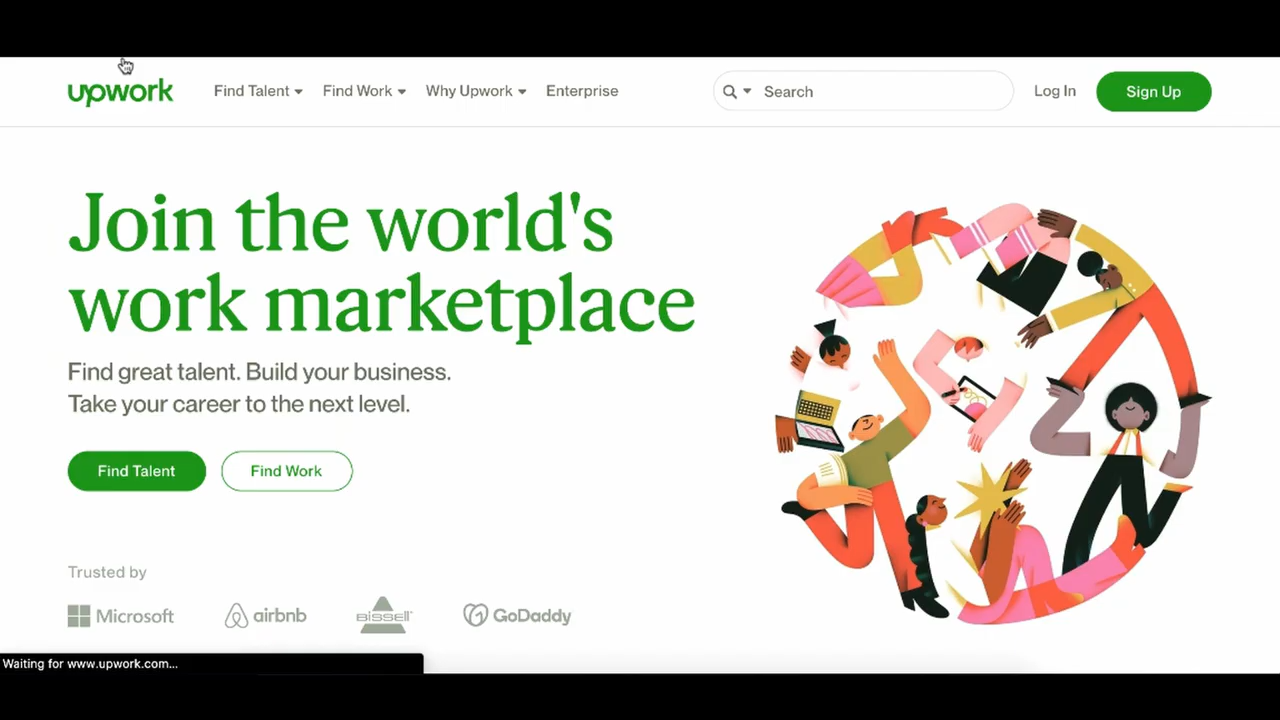 upwork
Find Talent
Find Work
Why Upwork
Enterprise
Search
Log In
Sign Up
Join the world's
work marketplace
Find great talent. Build your business.
Take your career to the next level.
Find Talent
Find Work
Trusted by
Microsoft
airbnb
BISSELL
GoDaddy
Waiting for www.upwork.com...